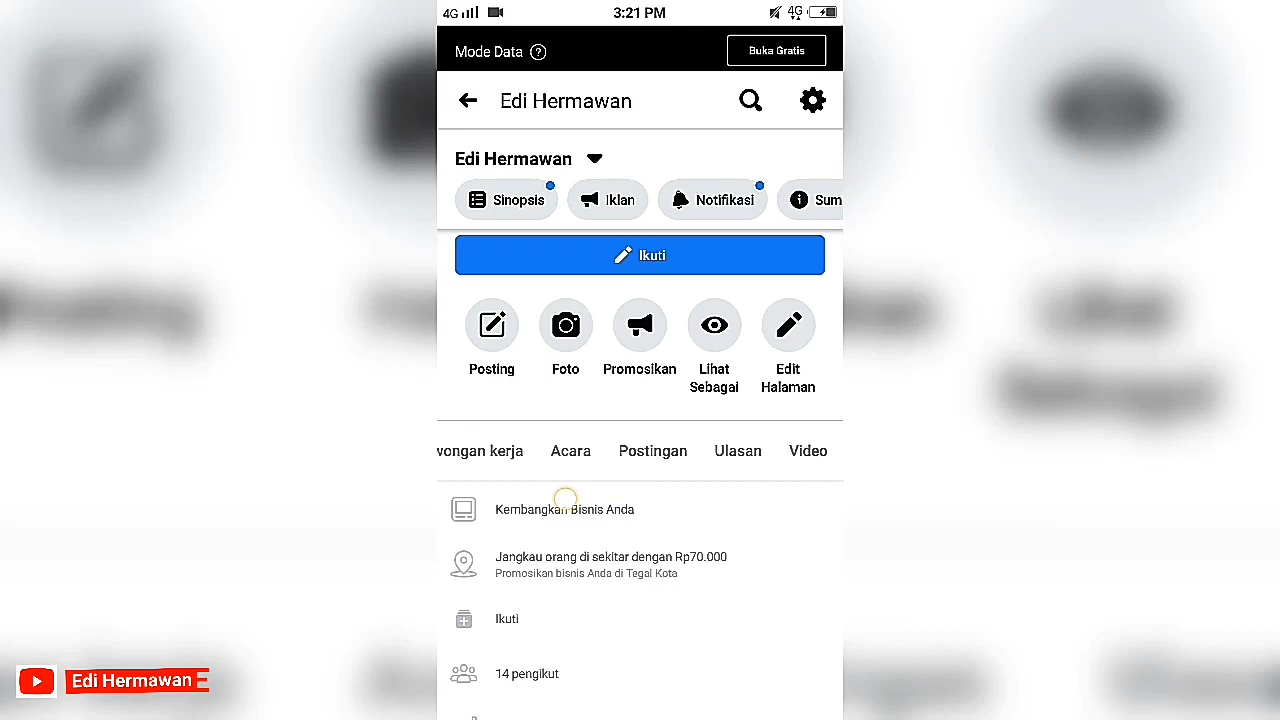 4G 3:21 PM 4G
Mode Data ? Buka Gratis
Edi Hermawan
Edi Hermawan
Sinopsis Iklan Notifikasi Sum
Ikuti
Posting Foto Promosikan Lihat Sebagai Edit Halaman
vongan kerja Acara Postingan Ulasan Video
Kembangkan Bisnis Anda
Jangkau orang di sekitar dengan Rp70.000
Promosikan bisnis Anda di Tegal Kota
Ikuti
14 pengikut
Edi Hermawan